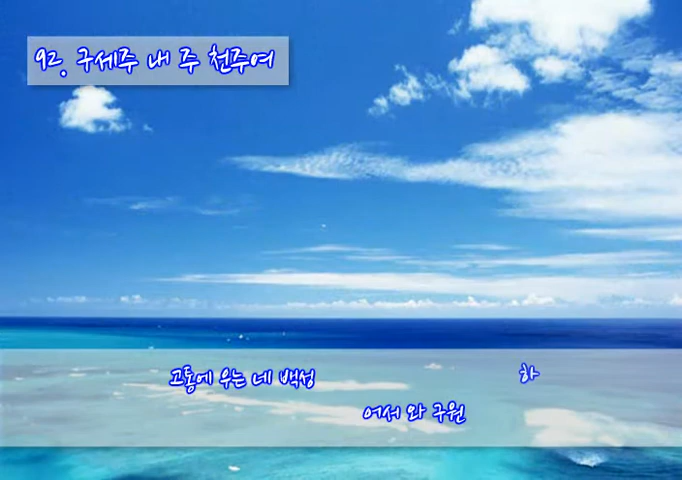 92. 구세주 내 주 천주여
고통에 우는 네 백성 하
어서 와 구원